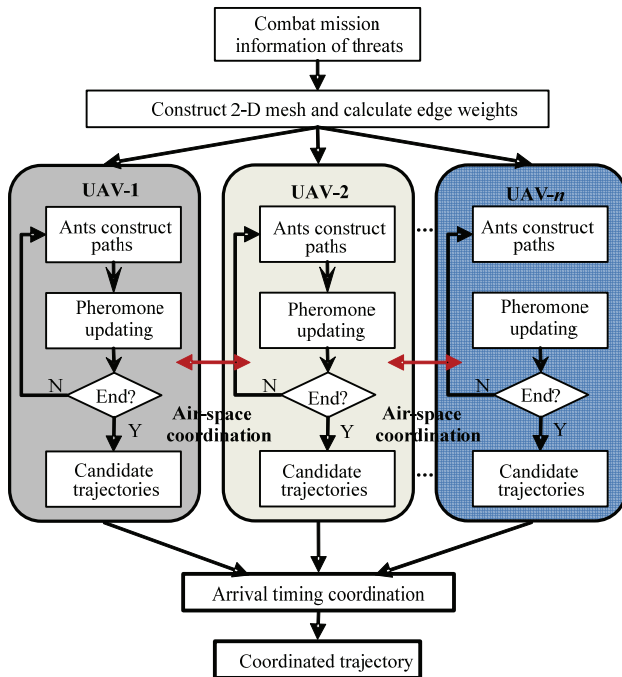 Combat mission
information of threats
Construct 2-D mesh and calculate edge weights
UAV-1
Ants construct
paths
Pheromone
updating
N
End?
Y
Candidate
trajectories
UAV-2
Ants construct
paths
Pheromone
updating
N
End?
Y
Candidate
trajectories
...
...
UAV-n
Ants construct
paths
Pheromone
updating
N
End?
Y
Candidate
trajectories
Air-space
coordination
Air-space
coordination
Arrival timing coordination
Coordinated trajectory